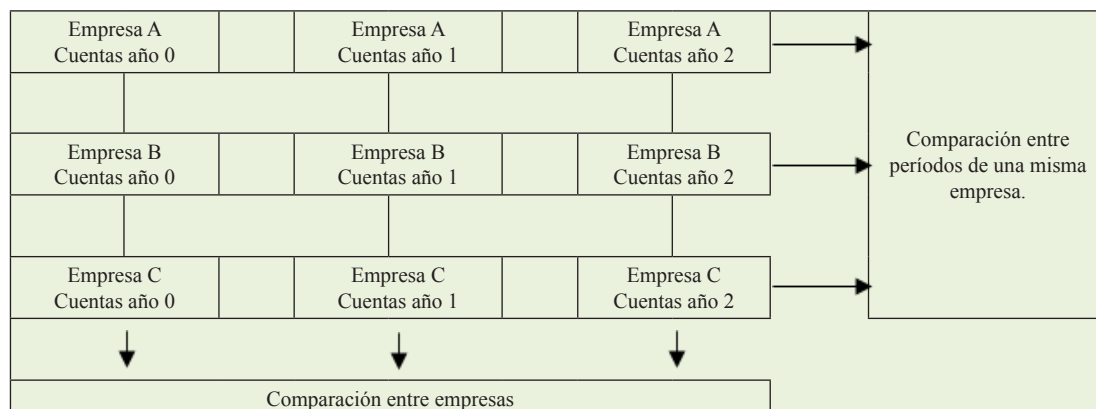 Empresa A
Cuentas año 0
Empresa A
Cuentas año 1
Empresa A
Cuentas año 2
Empresa B
Cuentas año 0
Empresa B
Cuentas año 1
Empresa B
Cuentas año 2
Comparación entre
períodos de una misma
empresa.
Empresa C
Cuentas año 0
Empresa C
Cuentas año 1
Empresa C
Cuentas año 2
Comparación entre empresas